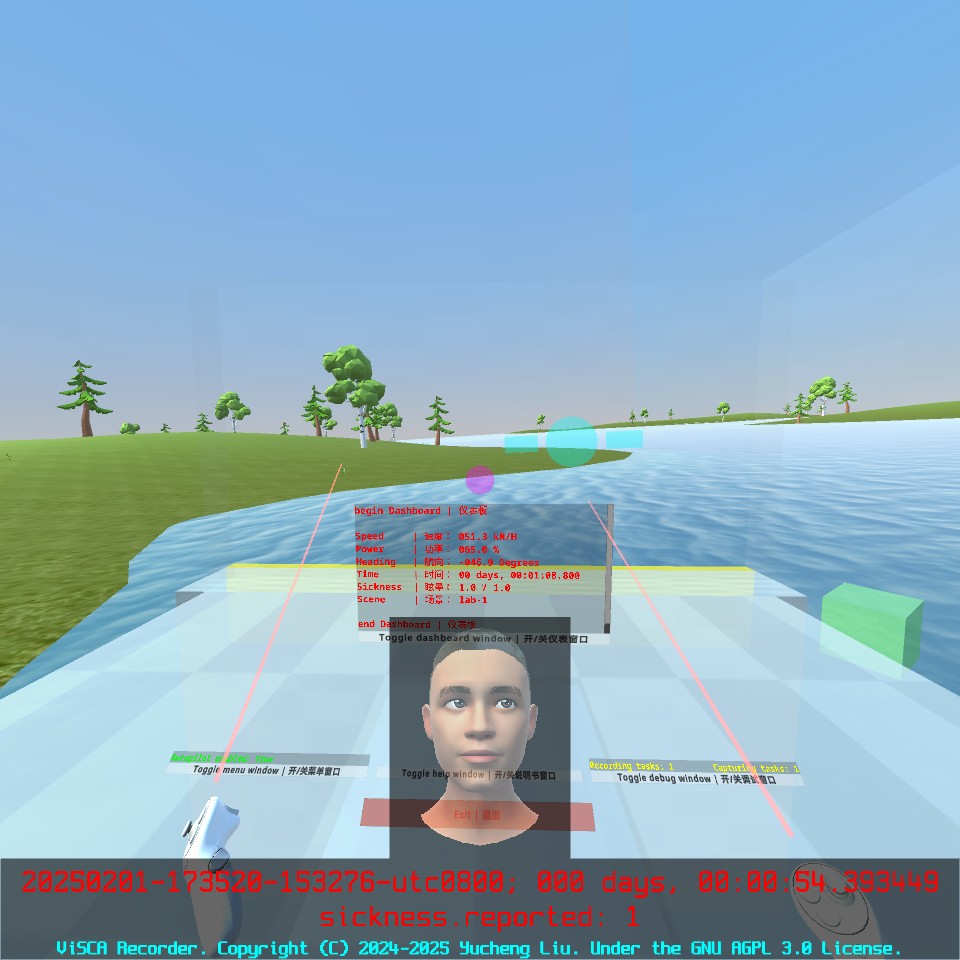 begin Dashboard | 仪表板
Speed | 速度： 051.3 kN/H
Power | 功率： 065.0 %
Heading | 航向： -046.9 Degrees
Time | 时间： 00 days, 00:01:08.800
Sickness | 眩晕： 1.0 / 1.0
Scene | 场景： lab-1
end Dashboard | 仪表板
Toggle dashboard window | 开/关仪表窗口
Autopilot enabled: True
Toggle menu window | 开/关菜单窗口
Toggle help window | 开/关说明书窗口
Recording tasks: 1 Capturing tasks: 1
Toggle debug window | 开/关调试窗口
Exit | 退出
20250201-173520-153276-utc0800; 000 days, 00:00:54.393449
sickness.reported: 1
ViSCA Recorder. Copyright (C) 2024-2025 Yucheng Liu. Under the GNU AGPL 3.0 License.